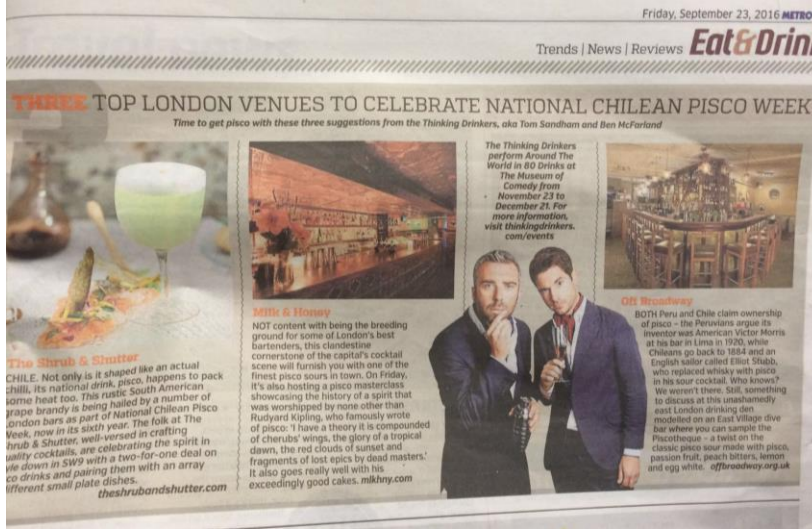 Friday, September 23, 2016 METRO
Trends | News | Reviews Eat&Drin
THREE TOP LONDON VENUES TO CELEBRATE NATIONAL CHILEAN PISCO WEEK
Time to get pisco with these three suggestions from the Thinking Drinkers, aka Tom Sandham and Ben McFarland
The Shrub & Shutter
CHILE. Not only is it shaped like an actual
chilli, its national drink, pisco, happens to pack
some heat too. This rustic South American
grape brandy is being hailed by a number of
London bars as part of National Chilean Pisco
Week, now in its sixth year. The folk at The
Shrub & Shutter, well-versed in crafting
quality cocktails, are celebrating the spirit in
style down in SW9 with a two-for-one deal on
co drinks and pairing them with an array
different small plate dishes.
theshrubandshutter.com
Milk & Honey
NOT content with being the breeding
ground for some of London's best
bartenders, this clandestine
cornerstone of the capital's cocktail
scene will furnish you with one of the
finest pisco sours in town. On Friday,
it's also hosting a pisco masterclass
showcasing the history of a spirit that
was worshipped by none other than
Rudyard Kipling, who famously wrote
of pisco: 'I have a theory it is compounded
of cherubs' wings, the glory of a tropical
dawn, the red clouds of sunset and
fragments of lost epics by dead masters.'
It also goes really well with his
exceedingly good cakes. mlkhny.com
The Thinking Drinkers
perform Around The
World in 80 Drinks at
The Museum of
Comedy from
November 23 to
December 21. For
more information,
visit thinkingdrinkers.
com/events
Off Broadway
BOTH Peru and Chile claim ownership
of pisco – the Peruvians argue its
inventor was American Victor Morris
at his bar in Lima in 1920, while
Chileans go back to 1884 and an
English sailor called Elliot Stubb,
who replaced whisky with pisco
in his sour cocktail. Who knows?
We weren't there. Still, something
to discuss at this unashamedly
east London drinking den
modelled on an East Village dive
bar where you can sample the
Piscotheque – a twist on the
classic pisco sour made with pisco,
passion fruit, peach bitters, lemon
and egg white. offbroadway.org.uk